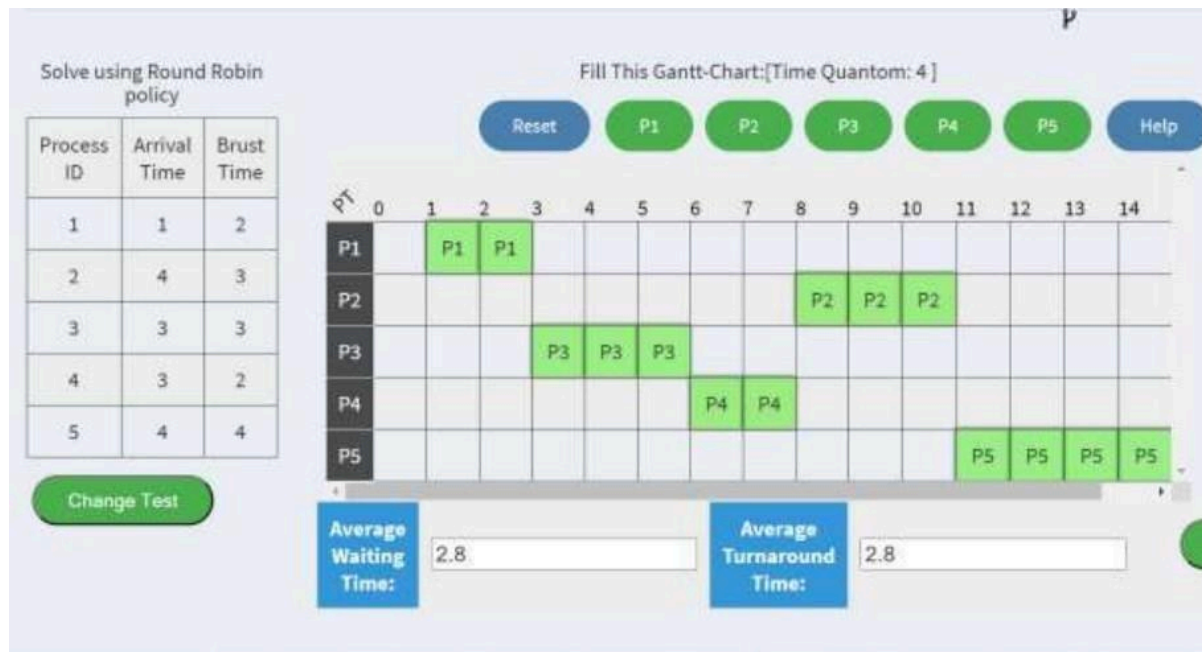 Solve using Round Robin
policy
Process ID Arrival Time Brust Time
1 1 2
2 4 3
3 3 3
4 3 2
5 4 4
Change Test
Fill This Gantt-Chart:[Time Quantom: 4 ]
Reset P1 P2 P3 P4 P5 Help
PT 0 1 2 3 4 5 6 7 8 9 10 11 12 13 14
P1 P1 P1
P2 P2 P2 P2
P3 P3 P3 P3
P4 P4 P4
P5 P5 P5 P5 P5
Average Waiting Time: 2.8
Average Turnaround Time: 2.8